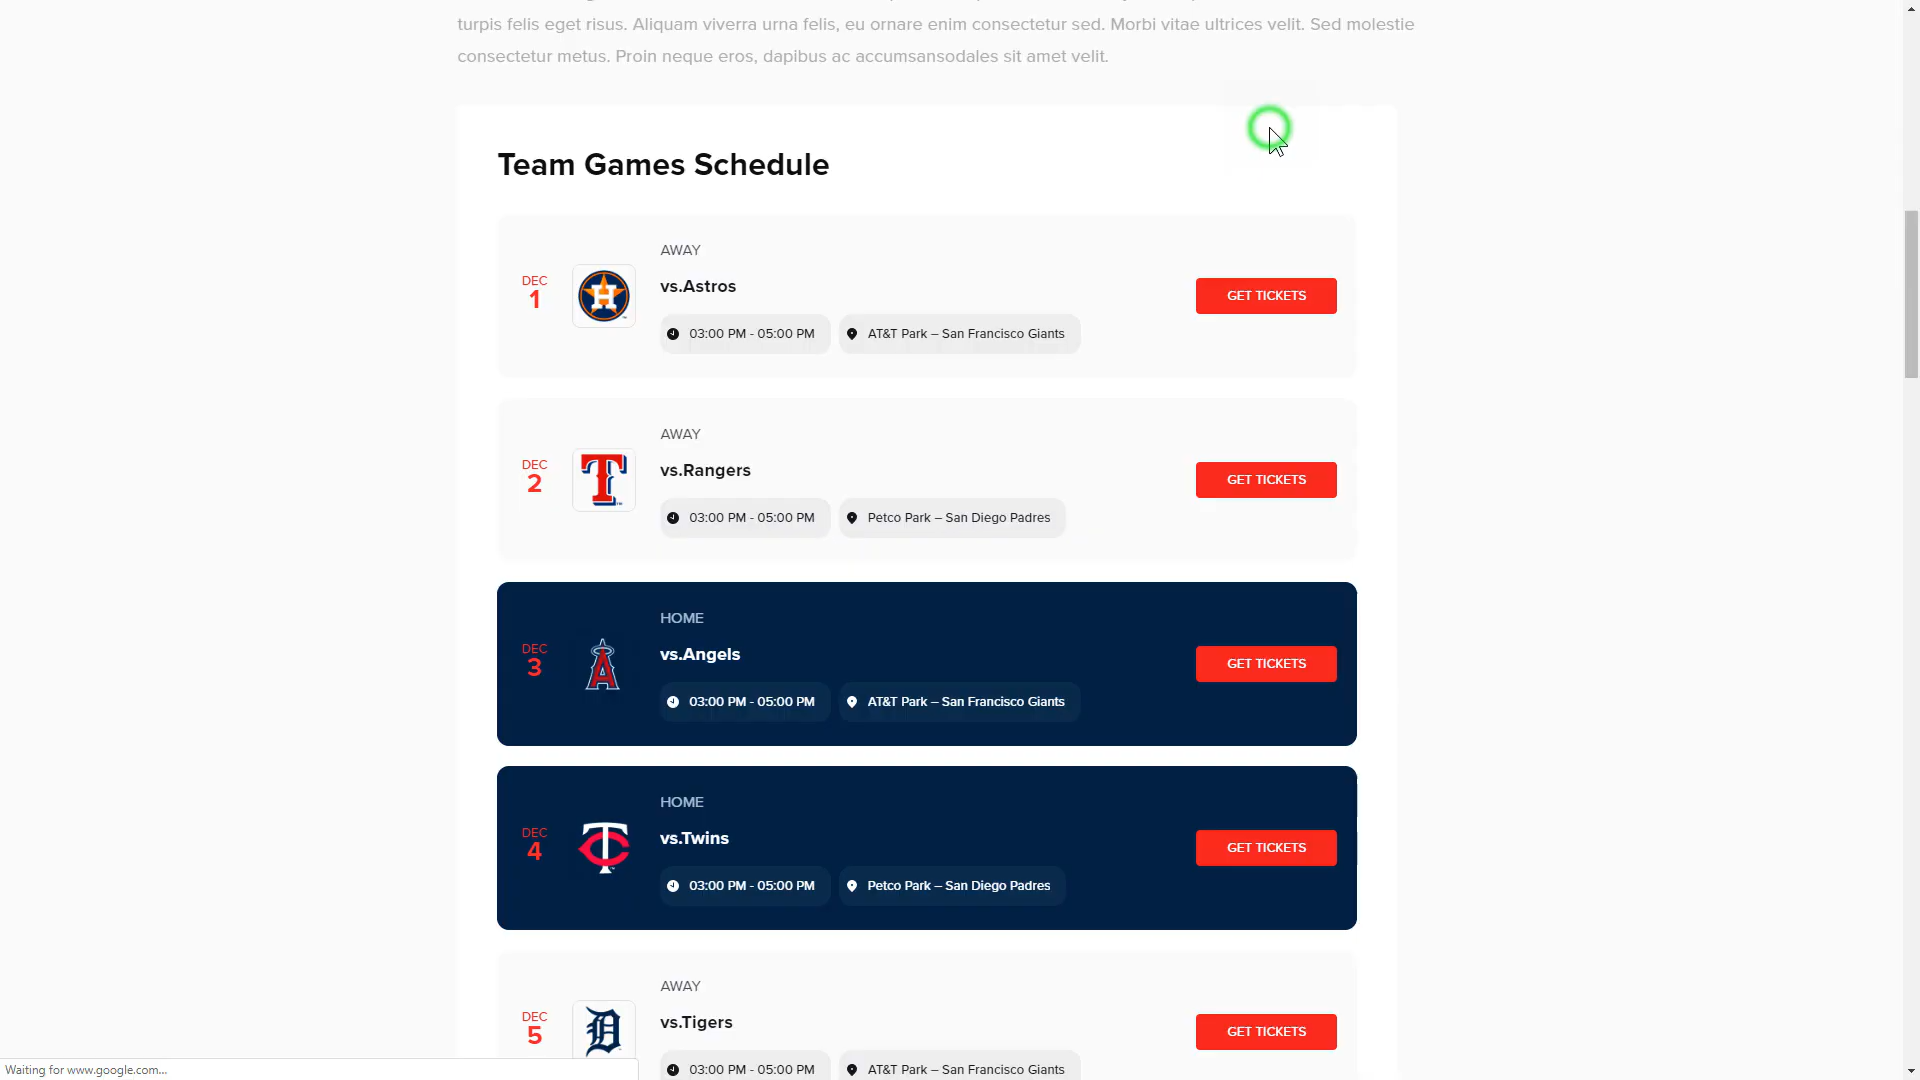 turpis felis eget risus. Aliquam viverra urna felis, eu ornare enim consectetur sed. Morbi vitae ultrices velit. Sed molestie
consectetur metus. Proin neque eros, dapibus ac accumsansodales sit amet velit.
Team Games Schedule
AWAY
DEC
1
H
vs.Astros
GET TICKETS
03:00 PM - 05:00 PM
AT&T Park – San Francisco Giants
AWAY
DEC
2
T
vs.Rangers
GET TICKETS
03:00 PM - 05:00 PM
Petco Park – San Diego Padres
HOME
DEC
3
A
vs.Angels
GET TICKETS
03:00 PM - 05:00 PM
AT&T Park – San Francisco Giants
HOME
DEC
4
TC
vs.Twins
GET TICKETS
03:00 PM - 05:00 PM
Petco Park – San Diego Padres
AWAY
DEC
5
D
vs.Tigers
GET TICKETS
03:00 PM - 05:00 PM
AT&T Park – San Francisco Giants
Waiting for www.google.com...